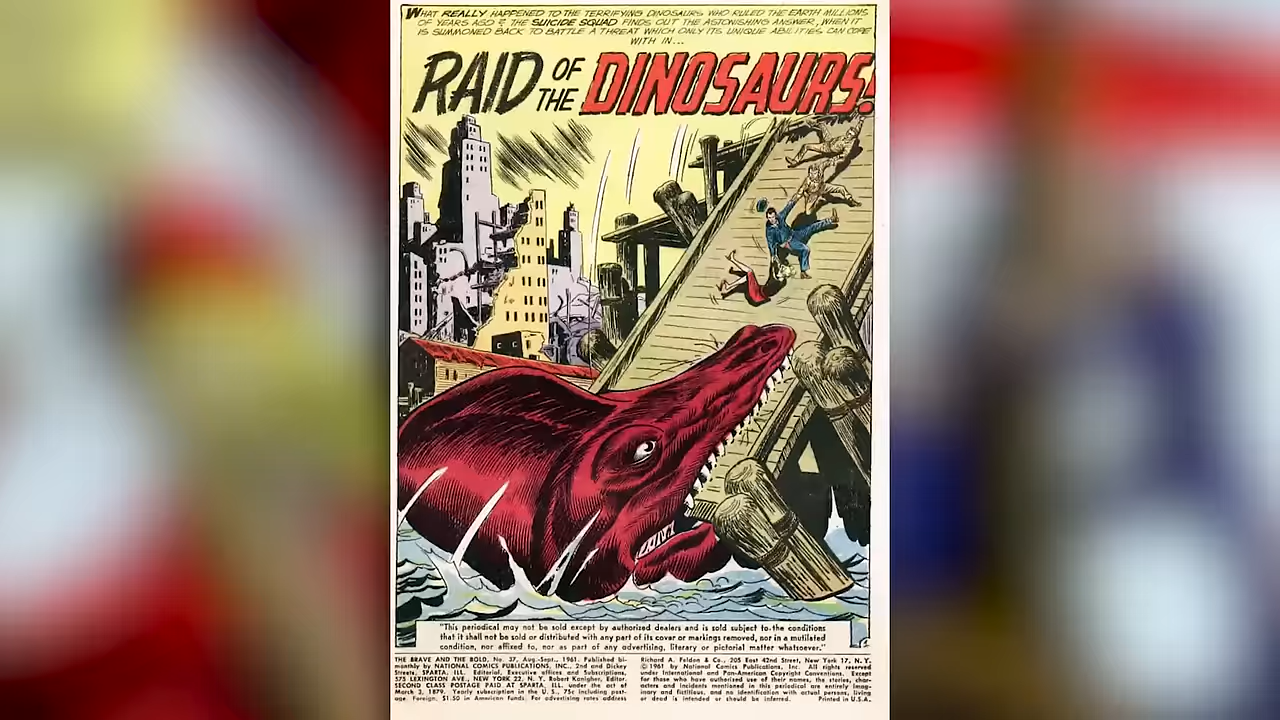 WHAT REALLY HAPPENED TO THE TERRIFYING DINOSAURS WHO RULED THE EARTH MILLIONS
OF YEARS AGO? THE SUICIDE SQUAD FINDS OUT THE ASTONISHING ANSWER, WHEN IT
IS SUMMONED BACK TO BATTLE A THREAT WHICH ONLY ITS UNIQUE ABILITIES CAN COPE
WITH IN...
RAID OF THE DINOSAURS!
"This periodical may not be sold except by authorized dealers and is sold subject to the conditions
that it shall not be sold or distributed with any part of its cover or markings removed, nor in a mutilated
condition, nor affixed to, nor as part of any advertising, literary or pictorial matter whatsoever."
THE BRAVE AND THE BOLD, No. 37, Aug.-Sept., 1961. Published bi-
monthly by NATIONAL COMICS PUBLICATIONS, INC., 2nd and Dickey
Streets, SPARTA, ILL. Editorial, Executive offices and Subscriptions,
575 LEXINGTON AVE., NEW YORK 22, N. Y. Robert Kanigher, Editor.
SECOND CLASS POSTAGE PAID AT SPARTA, ILL. under the act of
March 3, 1879. Yearly subscription in the U. S., 75c including post-
age. Foreign, $1.50 in American funds. For advertising rates address
Richard A. Feldon & Co., 205 East 42nd Street, New York 17, N. Y.
© 1961 by National Comics Publications, Inc. All rights reserved
under International and Pan-American Copyright Conventions. Except
for those who have authorized use of their names, the stories, char-
acters and incidents mentioned in this periodical are entirely imag-
inary and fictitious, and no identification with actual persons, living
or dead is intended or should be inferred. Printed in U.S.A.